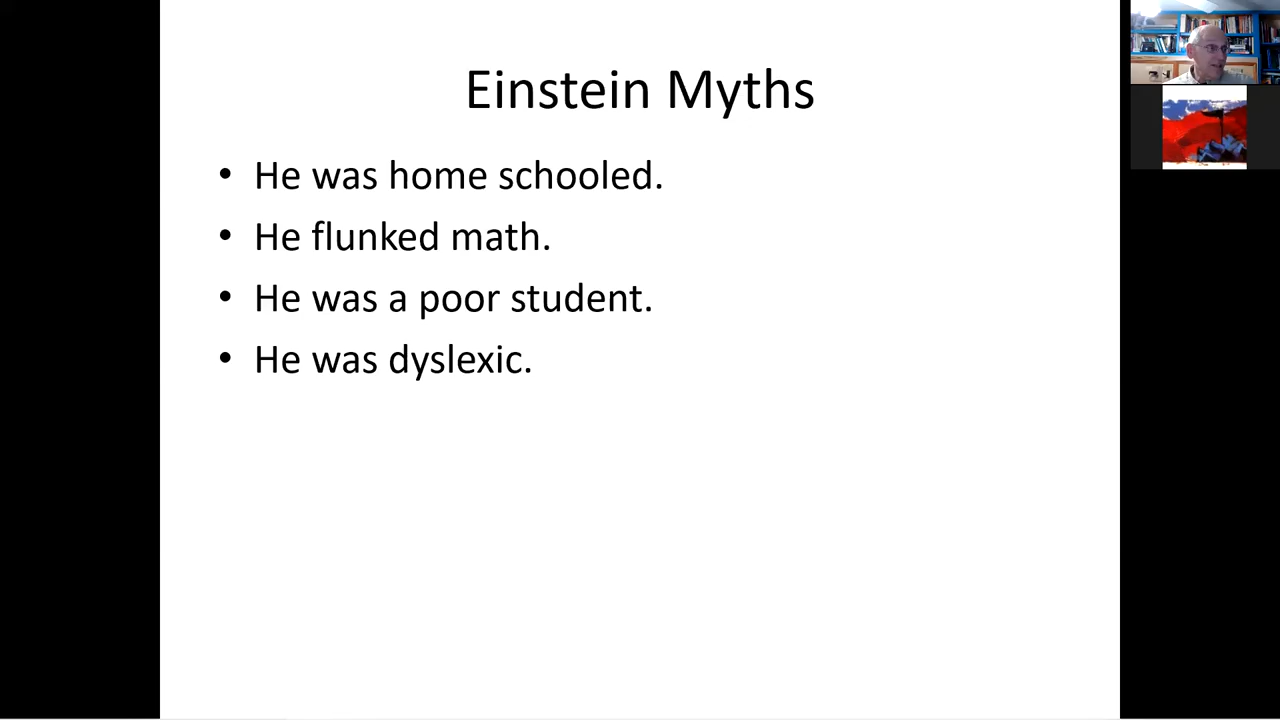 Einstein Myths
• He was home schooled.
• He flunked math.
• He was a poor student.
• He was dyslexic.